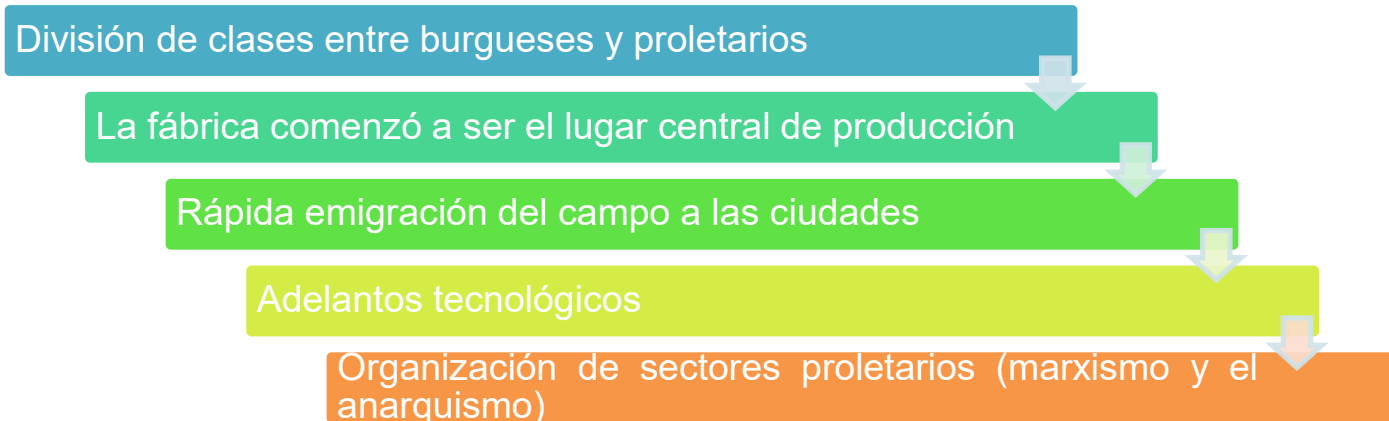 División de clases entre burgueses y proletarios
La fábrica comenzó a ser el lugar central de producción
Rápida emigración del campo a las ciudades
Adelantos tecnológicos
Organización de sectores proletarios (marxismo y el
anarquismo)